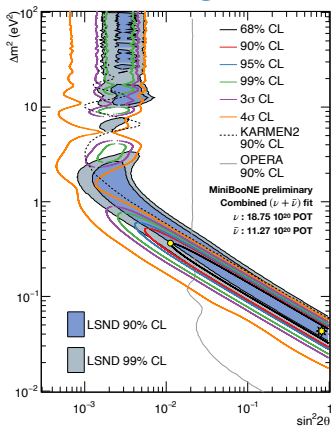 Δm² (eV²)
10²
10
1
10⁻¹
10⁻²
68% CL
90% CL
95% CL
99% CL
3σ CL
4σ CL
KARMEN2
90% CL
OPERA
90% CL
MiniBooNE preliminary
Combined (ν + ν̄) fit
ν : 18.75 10²⁰ POT
ν̄ : 11.27 10²⁰ POT
LSND 90% CL
LSND 99% CL
10⁻³
10⁻²
10⁻¹
1
sin²2θ